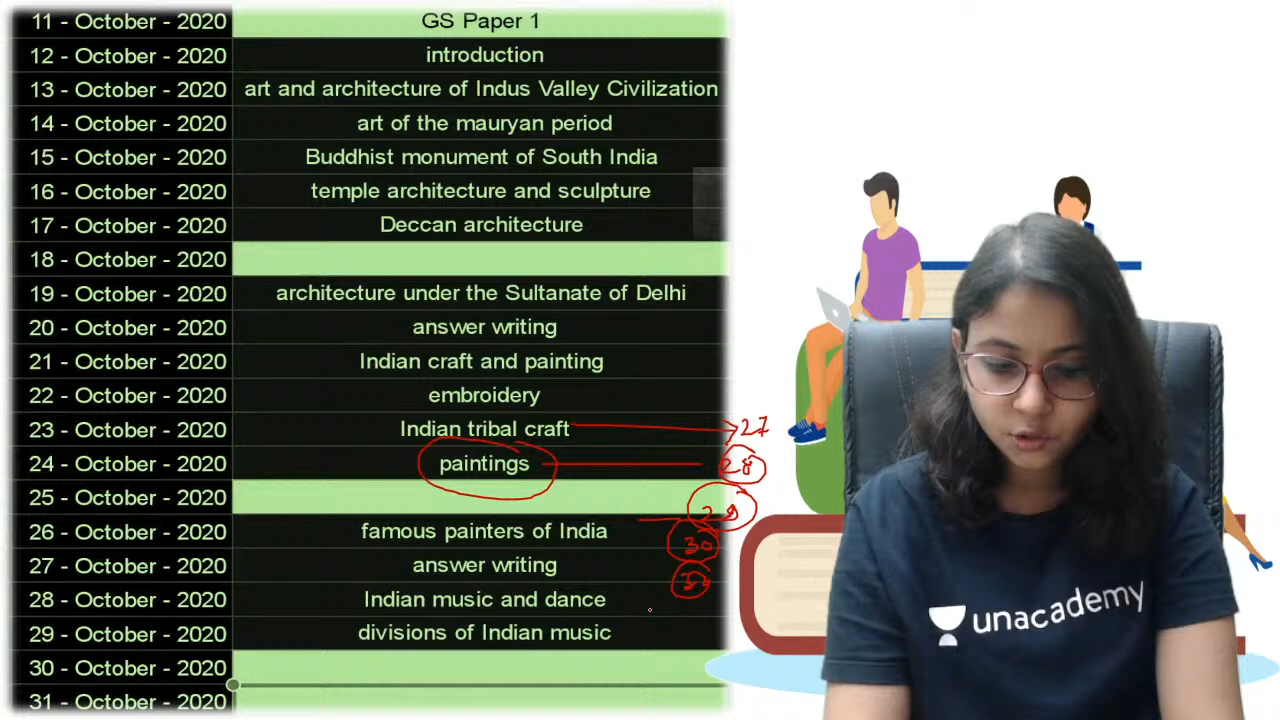 11 - October - 2020 GS Paper 1
12 - October - 2020 introduction
13 - October - 2020 art and architecture of Indus Valley Civilization
14 - October - 2020 art of the mauryan period
15 - October - 2020 Buddhist monument of South India
16 - October - 2020 temple architecture and sculpture
17 - October - 2020 Deccan architecture
18 - October - 2020
19 - October - 2020 architecture under the Sultanate of Delhi
20 - October - 2020 answer writing
21 - October - 2020 Indian craft and painting
22 - October - 2020 embroidery
23 - October - 2020 Indian tribal craft 27
24 - October - 2020 paintings 28
25 - October - 2020 29
26 - October - 2020 famous painters of India 30
27 - October - 2020 answer writing
28 - October - 2020 Indian music and dance
29 - October - 2020 divisions of Indian music
30 - October - 2020
31 - October - 2020
unacademy